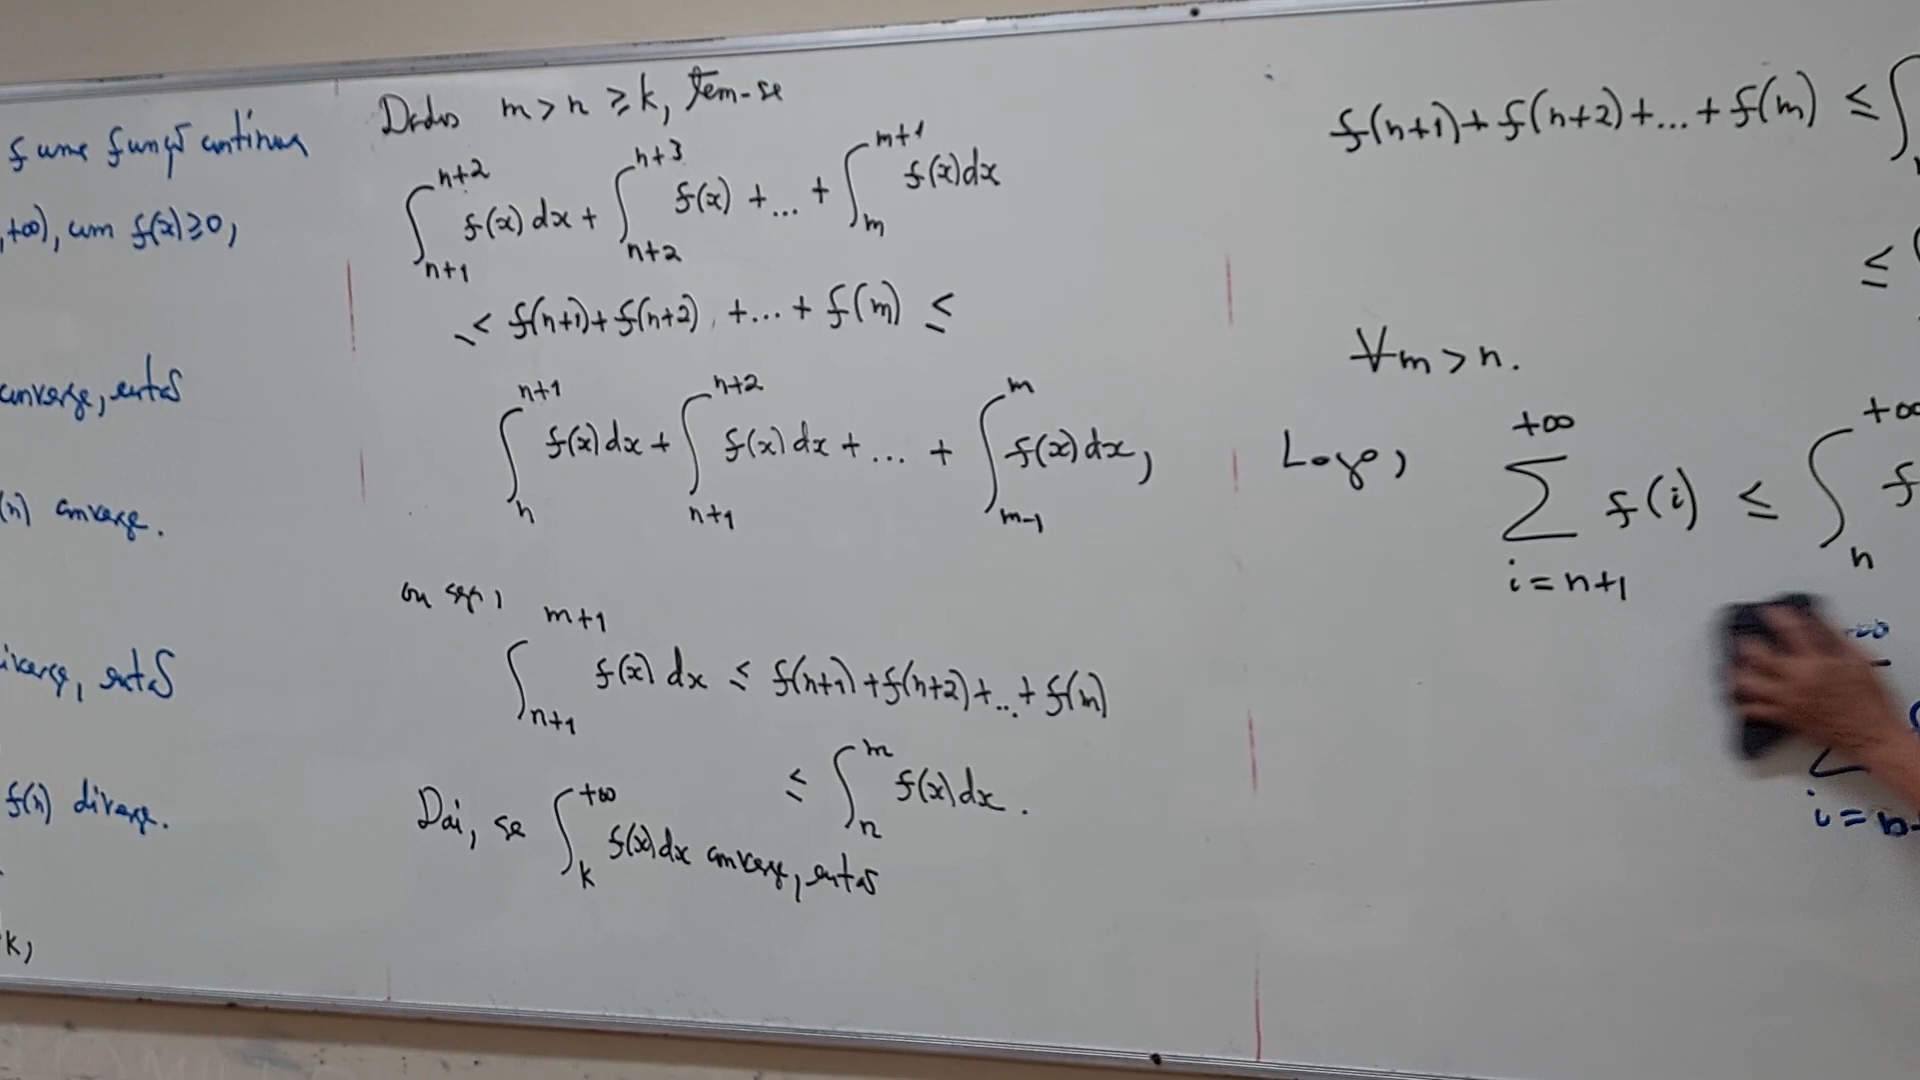 f uma função contínua
, +∞), com f(x) ≥ 0,
converge, então
(n) converge.
iverge, então
f(n) diverge.
k,
Dados m > n ≥ k, tem-se
∫_{n+1}^{n+2} f(x) dx + ∫_{n+2}^{n+3} f(x) + ... + ∫_{m}^{m+1} f(x) dx
≤ f(n+1) + f(n+2) + ... + f(m) ≤
∫_{n}^{n+1} f(x) dx + ∫_{n+1}^{n+2} f(x) dx + ... + ∫_{m-1}^{m} f(x) dx,
ou seja,
∫_{n+1}^{m+1} f(x) dx ≤ f(n+1) + f(n+2) + ... + f(m)
≤ ∫_{n}^{m} f(x) dx.
Daí, se ∫_{k}^{+∞} f(x) dx converge, então
f(n+1) + f(n+2) + ... + f(m) ≤ ∫
≤
∀ m > n.
Logo, ∑_{i=n+1}^{+∞} f(i) ≤ ∫_{n}^{+∞} f
i = n